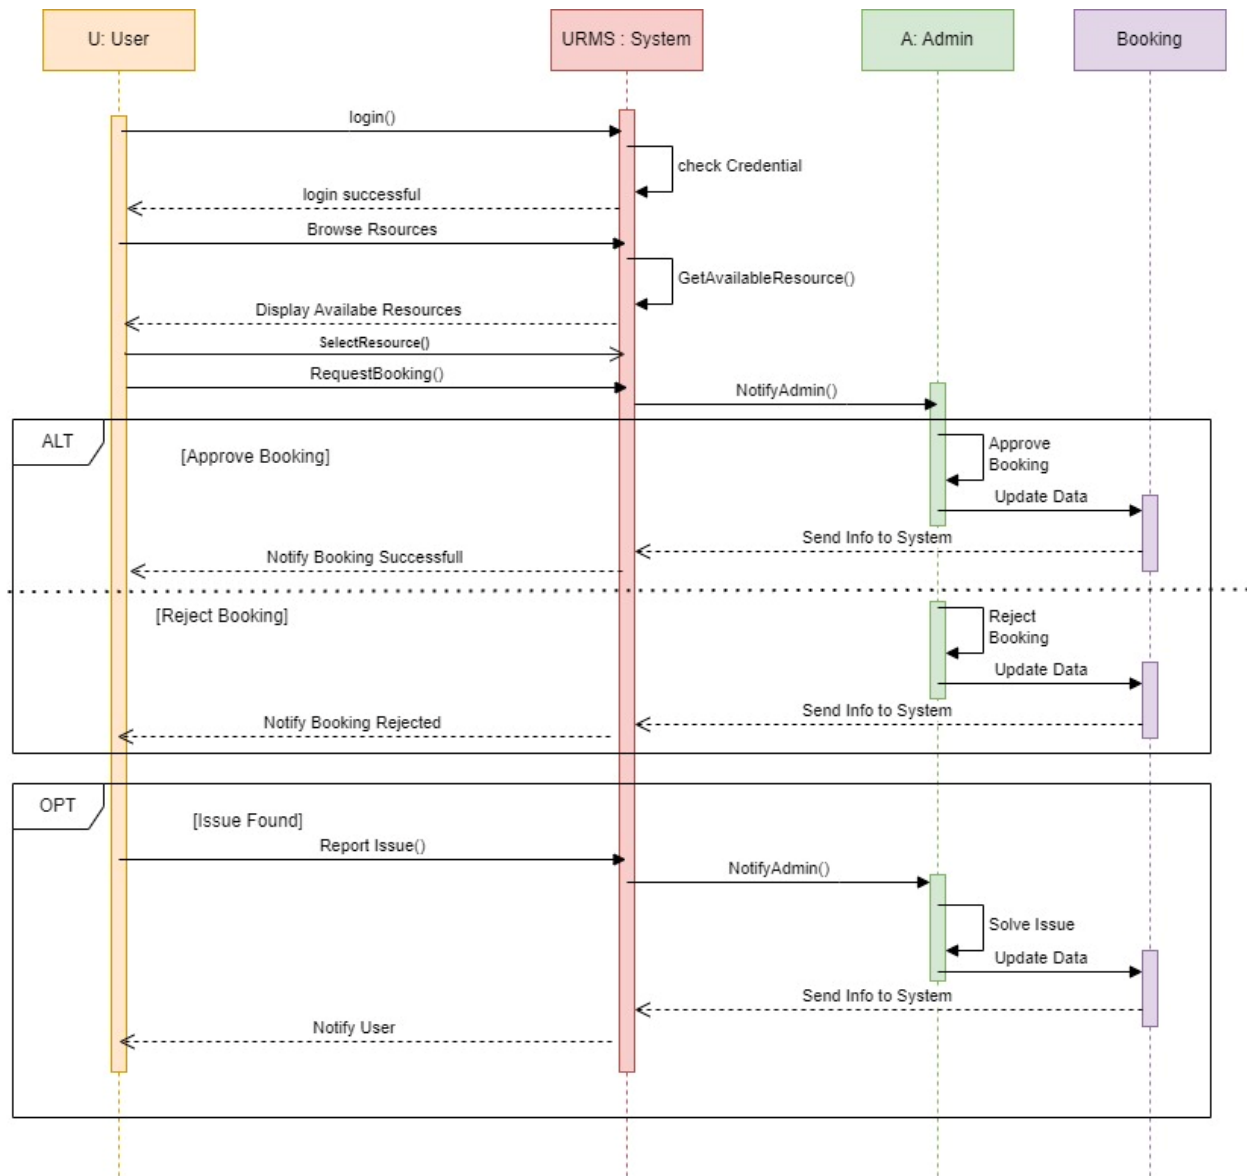 U: User
URMS : System
A: Admin
Booking
login()
check Credential
login successful
Browse Rsources
GetAvailableResource()
Display Availabe Resources
SelectResource()
RequestBooking()
NotifyAdmin()
ALT
[Approve Booking]
Approve
Booking
Update Data
Send Info to System
Notify Booking Successfull
[Reject Booking]
Reject
Booking
Update Data
Send Info to System
Notify Booking Rejected
OPT
[Issue Found]
Report Issue()
NotifyAdmin()
Solve Issue
Update Data
Send Info to System
Notify User